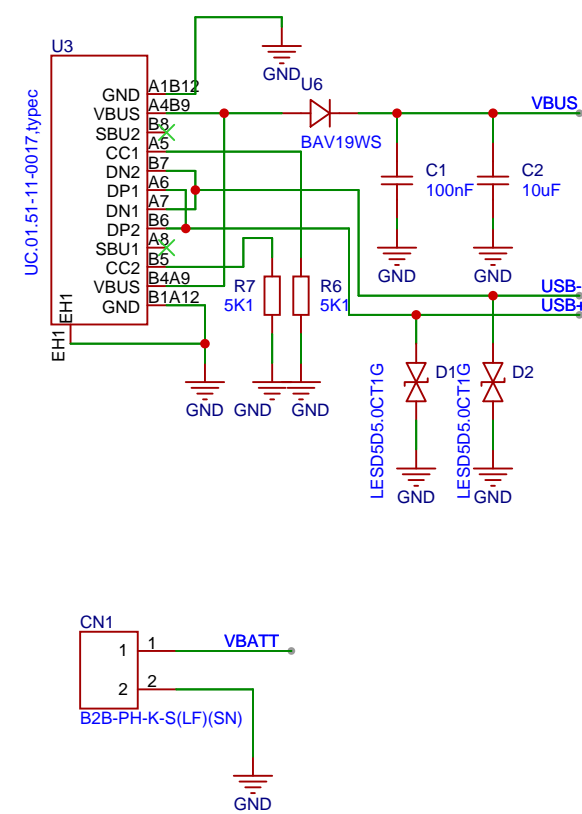 U3
UC.01.51-11-0017,typec
GND A1B12
VBUS A4B9
SBU2 B8
CC1 A5
DN2 B7
DP1 A6
DN1 A7
DP2 B6
SBU1 A8
CC2 B5
VBUS B4A9
GND B1A12
EH1 EH1
GND
U6
BAV19WS
VBUS
C1
100nF
C2
10uF
GND
GND
USB-
USB+
R7
5K1
R6
5K1
GND
GND
GND
D1
LESD5D5.0CT1G
D2
LESD5D5.0CT1G
GND
GND
CN1
1 1
VBATT
2 2
B2B-PH-K-S(LF)(SN)
GND